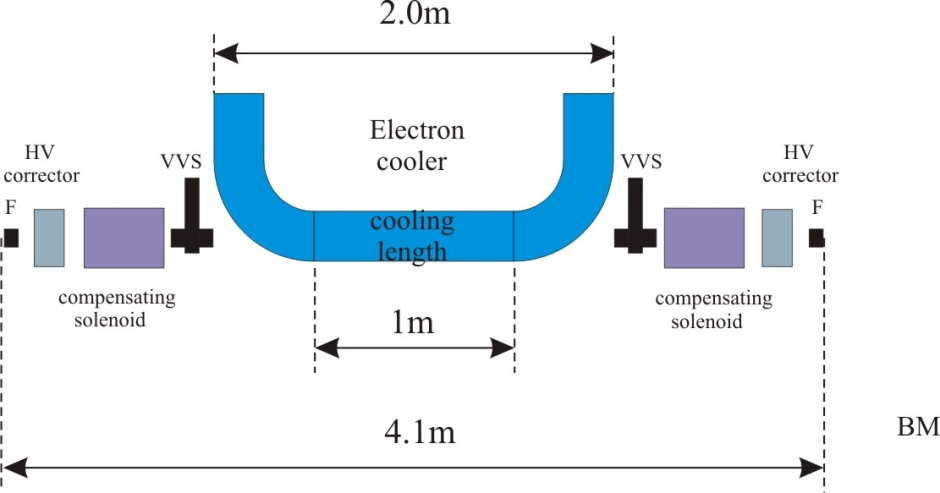 2.0m
Electron
cooler
HV
corrector
VVS
VVS
HV
corrector
F
F
cooling
length
compensating
solenoid
compensating
solenoid
1m
4.1m
BM